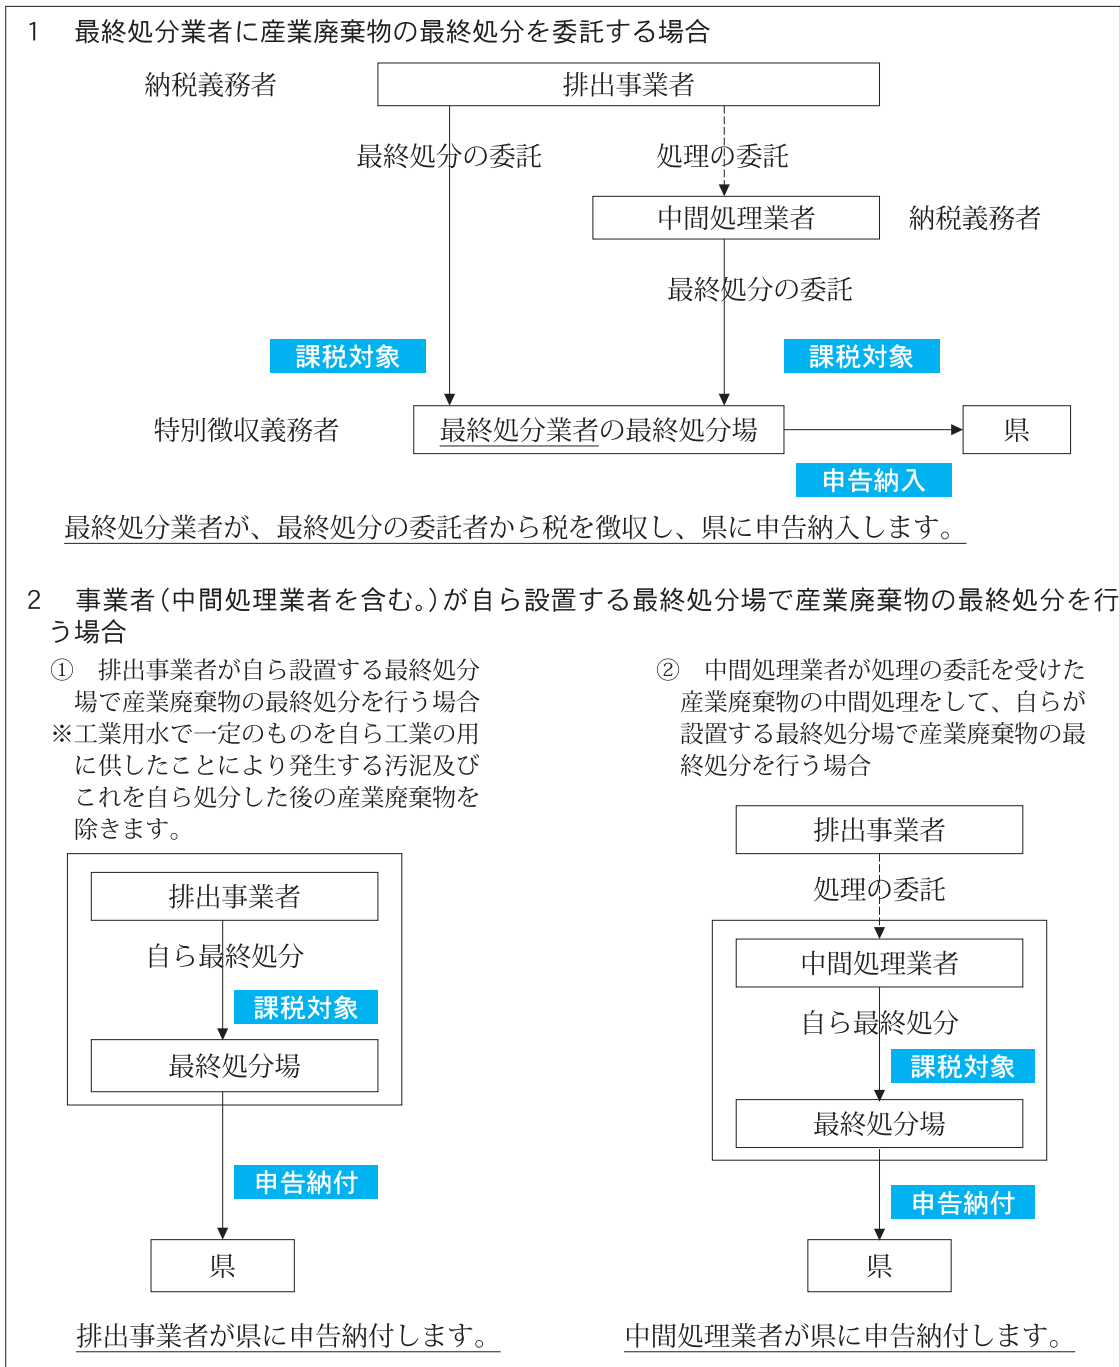 1　最終処分業者に産業廃棄物の最終処分を委託する場合
納税義務者
排出事業者
最終処分の委託
処理の委託
中間処理業者
納税義務者
最終処分の委託
課税対象
課税対象
特別徴収義務者
最終処分業者の最終処分場
県
申告納入
最終処分業者が、最終処分の委託者から税を徴収し、県に申告納入します。
2　事業者(中間処理業者を含む。)が自ら設置する最終処分場で産業廃棄物の最終処分を行
う場合
①　排出事業者が自ら設置する最終処分
場で産業廃棄物の最終処分を行う場合
※工業用水で一定のものを自ら工業の用
に供したことにより発生する汚泥及び
これを自ら処分した後の産業廃棄物を
除きます。
排出事業者
自ら最終処分
課税対象
最終処分場
申告納付
県
排出事業者が県に申告納付します。
②　中間処理業者が処理の委託を受けた
産業廃棄物の中間処理をして、自らが
設置する最終処分場で産業廃棄物の最
終処分を行う場合
排出事業者
処理の委託
中間処理業者
自ら最終処分
課税対象
最終処分場
申告納付
県
中間処理業者が県に申告納付します。